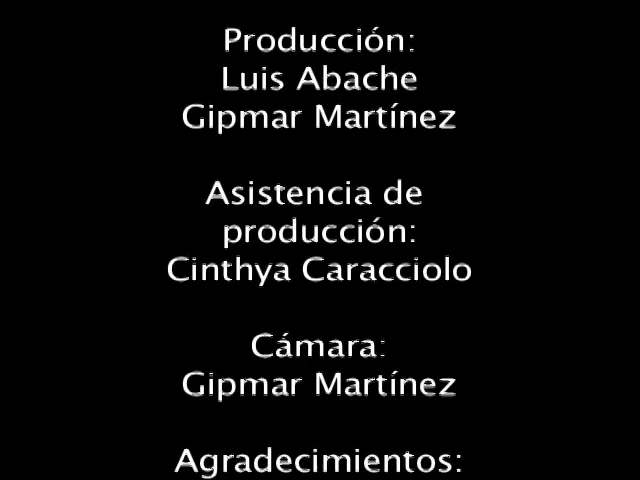 Producción:
Luis Abache
Gipmar Martínez
Asistencia de
producción:
Cinthya Caracciolo
Cámara:
Gipmar Martínez
Agradecimientos: